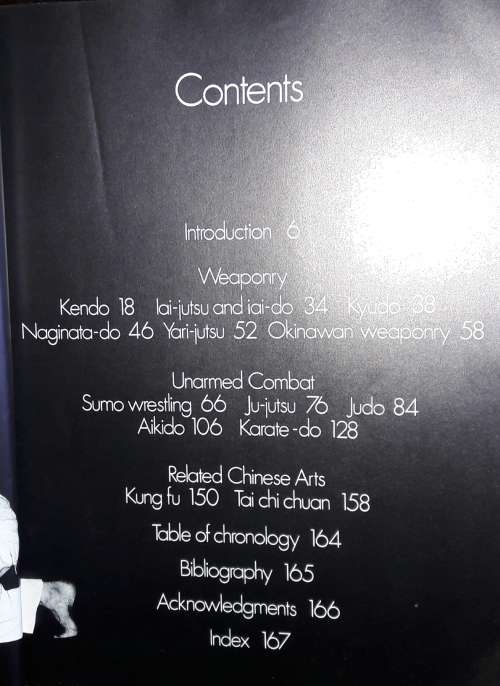 Contents
Introduction 6
Weaponry
Kendo 18 Iai-jutsu and iai-do 34 Kyudo 38
Naginata-do 46 Yari-jutsu 52 Okinawan weaponry 58
Unarmed Combat
Sumo wrestling 66 Ju-jutsu 76 Judo 84
Aikido 106 Karate-do 128
Related Chinese Arts
Kung fu 150 Tai chi chuan 158
Table of chronology 164
Bibliography 165
Acknowledgments 166
Index 167